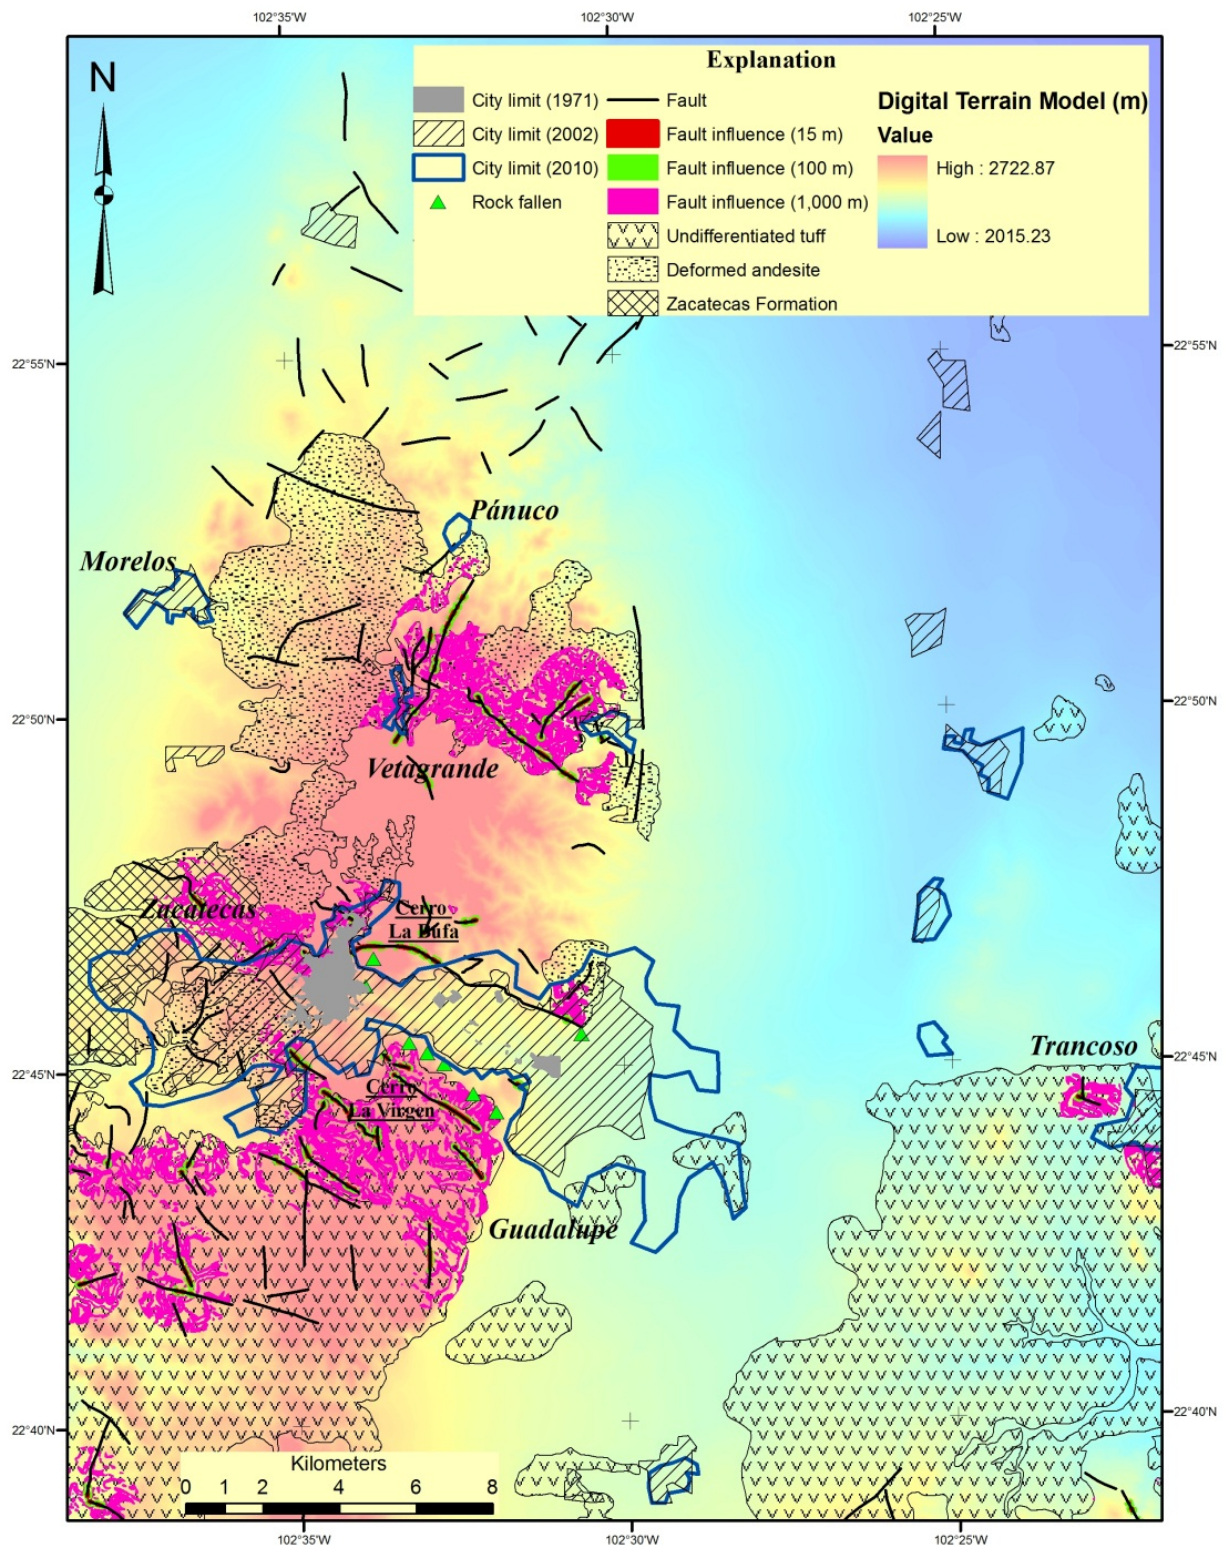 102°35'W
102°30'W
102°25'W
N
Explanation
City limit (1971)
City limit (2002)
City limit (2010)
Rock fallen
Fault
Fault influence (15 m)
Fault influence (100 m)
Fault influence (1,000 m)
Undifferentiated tuff
Deformed andesite
Zacatecas Formation
Digital Terrain Model (m)
Value
High : 2722.87
Low : 2015.23
22°55'N
22°55'N
Pánuco
Morelos
22°50'N
22°50'N
Vetagrande
Zacatecas
Cerro
La Bufa
22°45'N
22°45'N
Trancoso
Cerro
La Virgen
Guadalupe
22°40'N
22°40'N
Kilometers
0 1 2 4 6 8
102°35'W
102°30'W
102°25'W